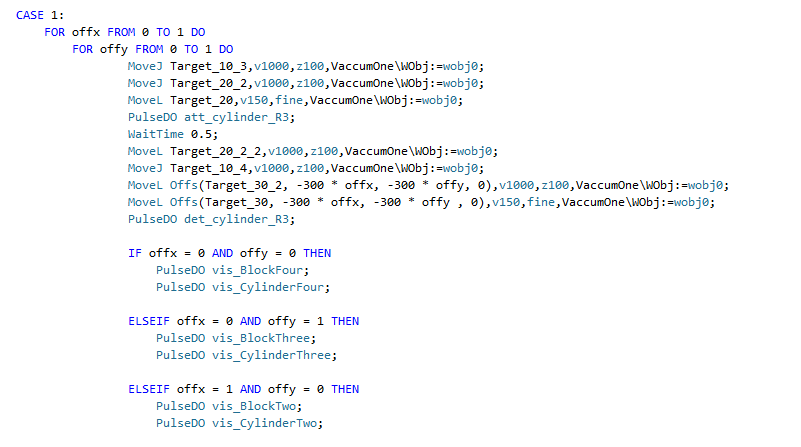 CASE 1:
FOR offx FROM 0 TO 1 DO
FOR offy FROM 0 TO 1 DO
MoveJ Target_10_3,v1000,z100,VaccumOne\WObj:=wobj0;
MoveJ Target_20_2,v1000,z100,VaccumOne\WObj:=wobj0;
MoveL Target_20,v150,fine,VaccumOne\WObj:=wobj0;
PulseDO att_cylinder_R3;
WaitTime 0.5;
MoveL Target_20_2_2,v1000,z100,VaccumOne\WObj:=wobj0;
MoveJ Target_10_4,v1000,z100,VaccumOne\WObj:=wobj0;
MoveL Offs(Target_30_2, -300 * offx, -300 * offy, 0),v1000,z100,VaccumOne\WObj:=wobj0;
MoveL Offs(Target_30, -300 * offx, -300 * offy , 0),v150,fine,VaccumOne\WObj:=wobj0;
PulseDO det_cylinder_R3;
IF offx = 0 AND offy = 0 THEN
PulseDO vis_BlockFour;
PulseDO vis_CylinderFour;
ELSEIF offx = 0 AND offy = 1 THEN
PulseDO vis_BlockThree;
PulseDO vis_CylinderThree;
ELSEIF offx = 1 AND offy = 0 THEN
PulseDO vis_BlockTwo;
PulseDO vis_CylinderTwo;